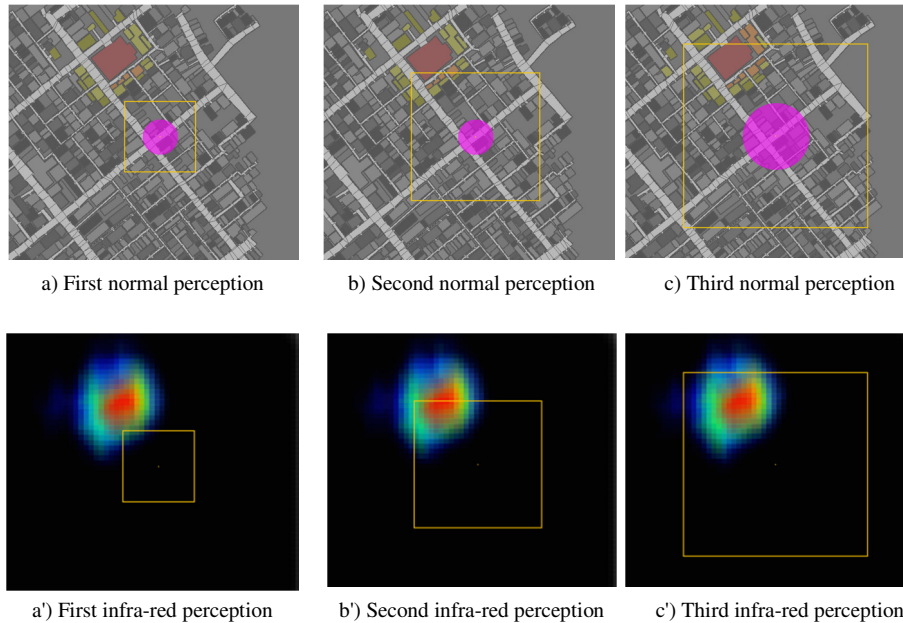 a) First normal perception
b) Second normal perception
c) Third normal perception
a') First infra-red perception
b') Second infra-red perception
c') Third infra-red perception